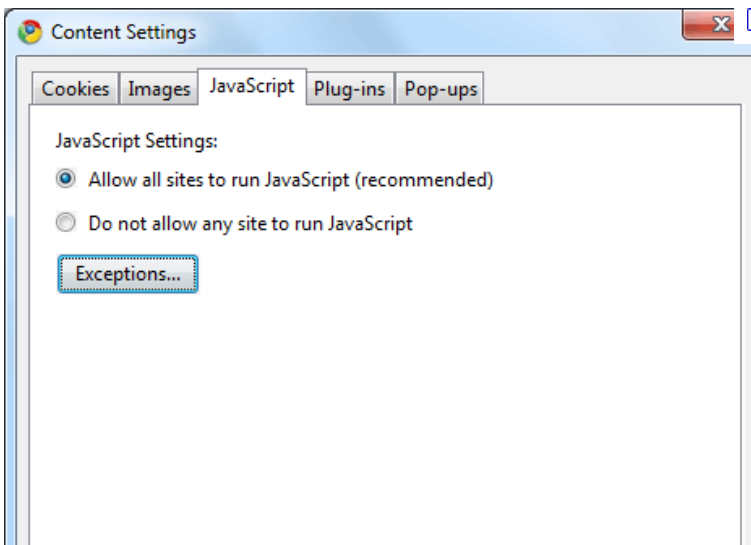 Content Settings
Cookies Images JavaScript Plug-ins Pop-ups
JavaScript Settings:
Allow all sites to run JavaScript (recommended)
Do not allow any site to run JavaScript
Exceptions...